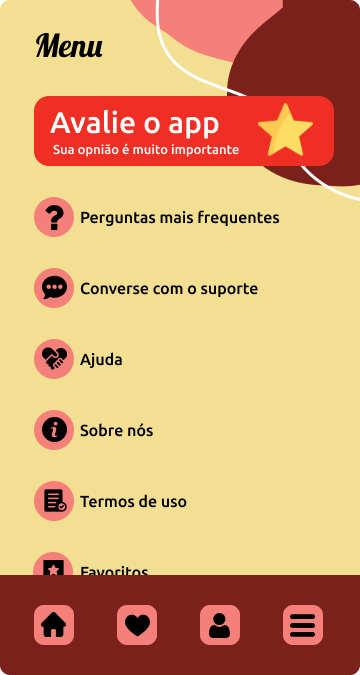 Menu
Avalie o app
Sua opnião é muito importante
Perguntas mais frequentes
Converse com o suporte
Ajuda
Sobre nós
Termos de uso
Favoritos